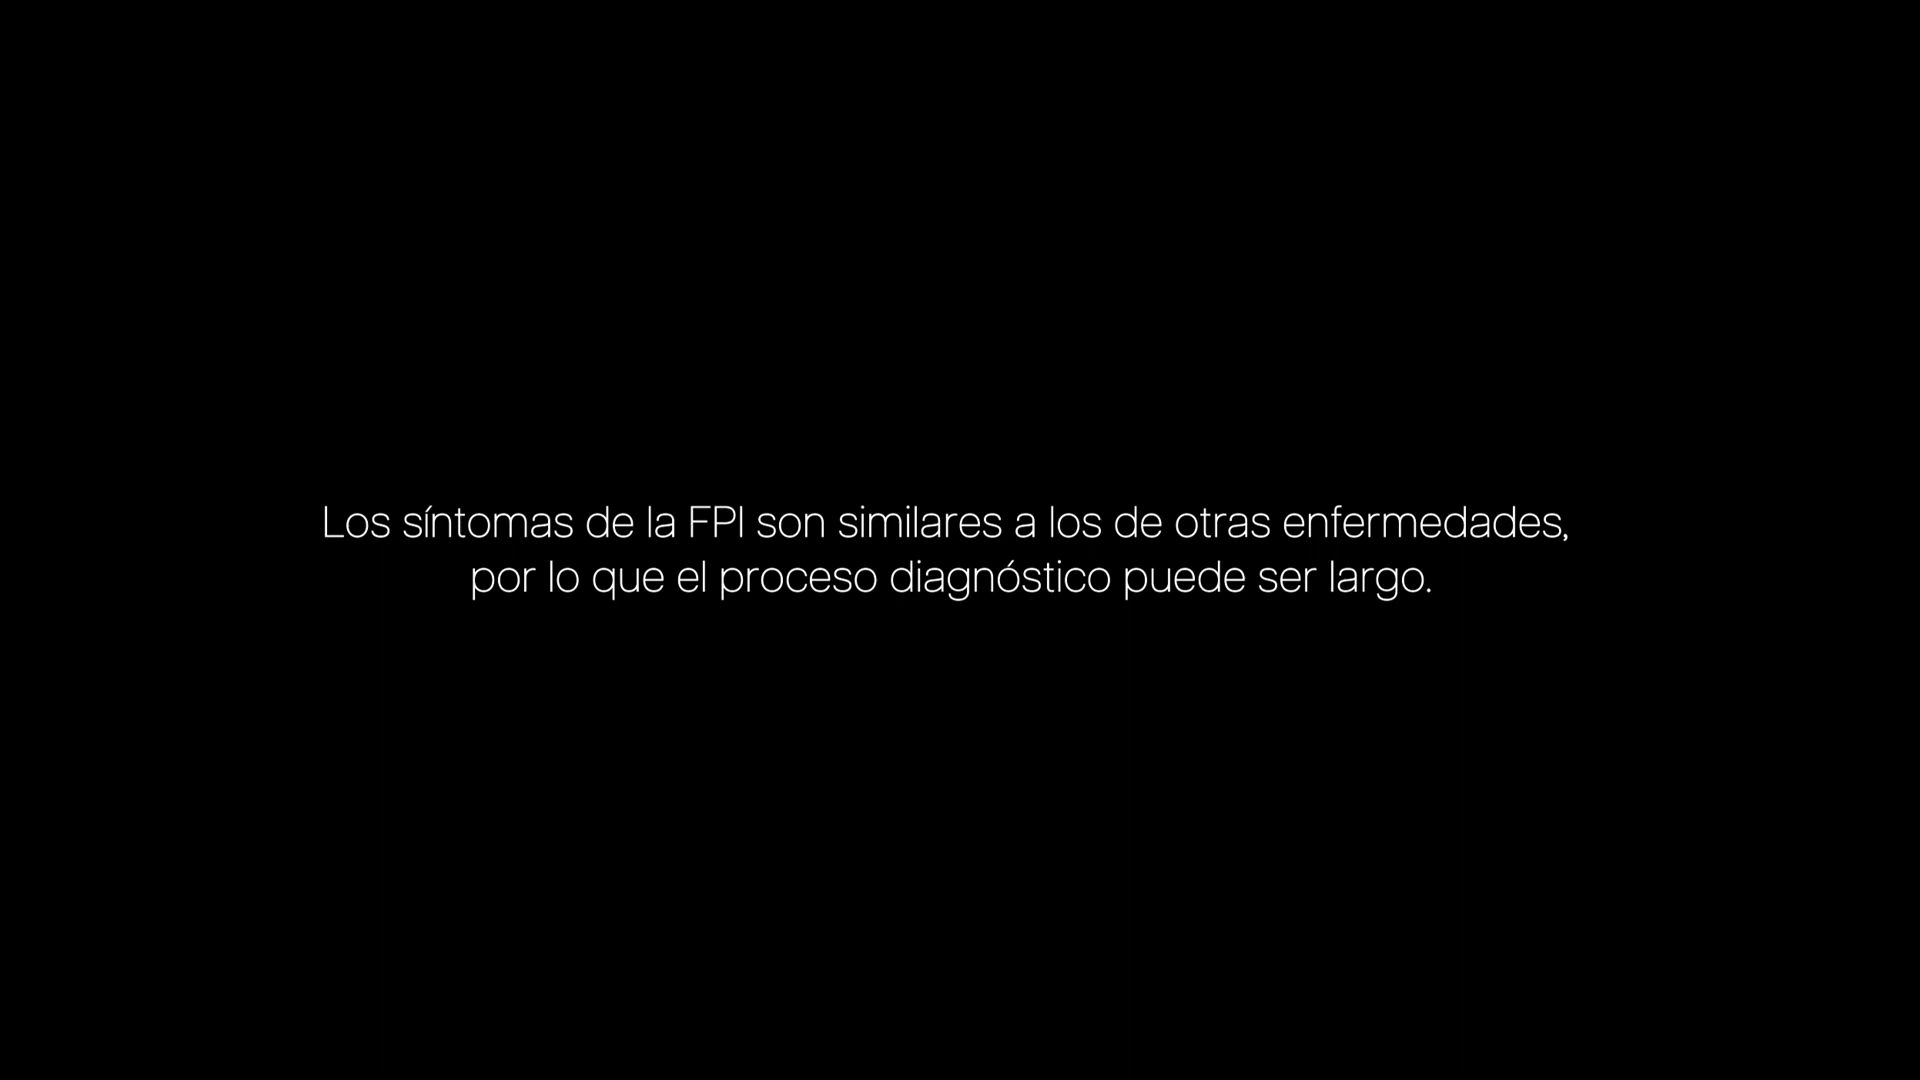 Los síntomas de la FPI son similares a los de otras enfermedades,
por lo que el proceso diagnóstico puede ser largo.